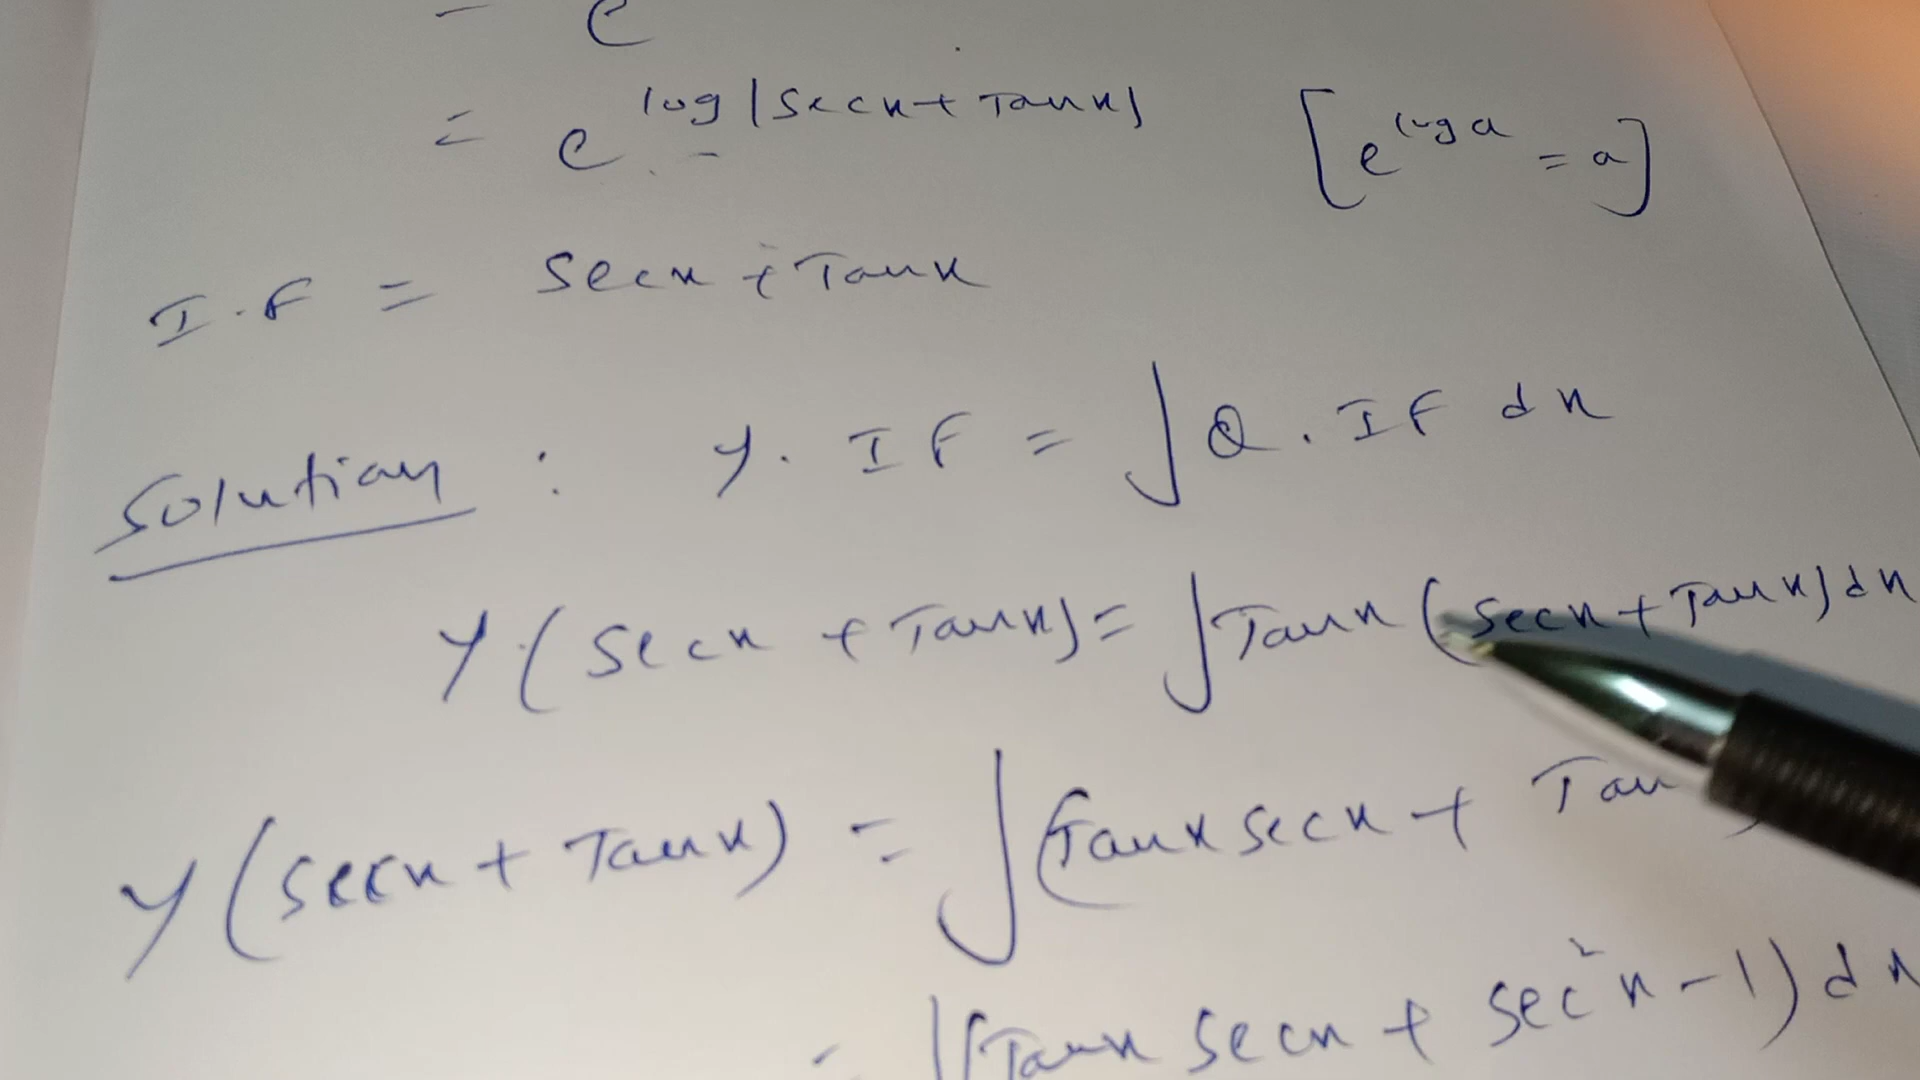 = e
= e^log|secx + Tanx| [e^log a = a]
I.F = secx + Tanx
Solution : y. IF = ∫Q. IF dx
y.(secx + Tanx) = ∫Tanx (secx + Tanx) dx
y (secx + Tanx) = ∫(Tanx secx + Tan
= ∫(Tanx secx + sec²x - 1) dx